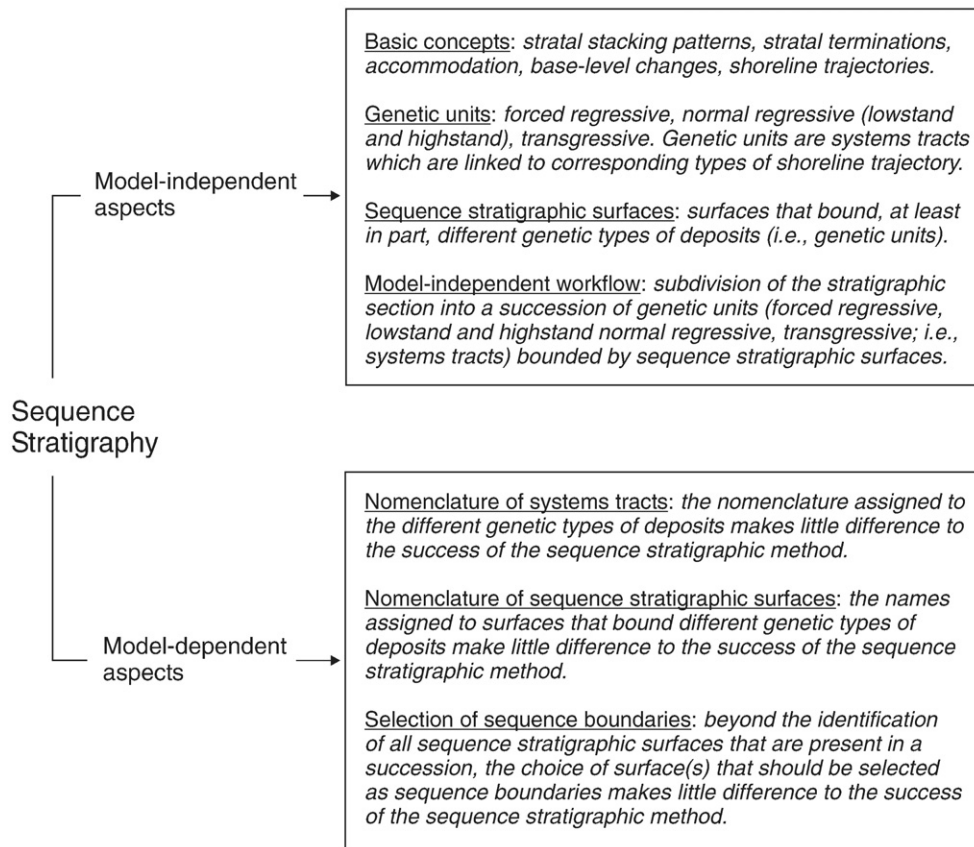 Basic concepts: stratal stacking patterns, stratal terminations,
accommodation, base-level changes, shoreline trajectories.
Genetic units: forced regressive, normal regressive (lowstand
and highstand), transgressive. Genetic units are systems tracts
which are linked to corresponding types of shoreline trajectory.
Sequence stratigraphic surfaces: surfaces that bound, at least
in part, different genetic types of deposits (i.e., genetic units).
Model-independent workflow: subdivision of the stratigraphic
section into a succession of genetic units (forced regressive,
lowstand and highstand normal regressive, transgressive; i.e.,
systems tracts) bounded by sequence stratigraphic surfaces.
Model-independent
aspects
Sequence
Stratigraphy
Model-dependent
aspects
Nomenclature of systems tracts: the nomenclature assigned to
the different genetic types of deposits makes little difference to
the success of the sequence stratigraphic method.
Nomenclature of sequence stratigraphic surfaces: the names
assigned to surfaces that bound different genetic types of
deposits make little difference to the success of the sequence
stratigraphic method.
Selection of sequence boundaries: beyond the identification
of all sequence stratigraphic surfaces that are present in a
succession, the choice of surface(s) that should be selected
as sequence boundaries makes little difference to the success
of the sequence stratigraphic method.